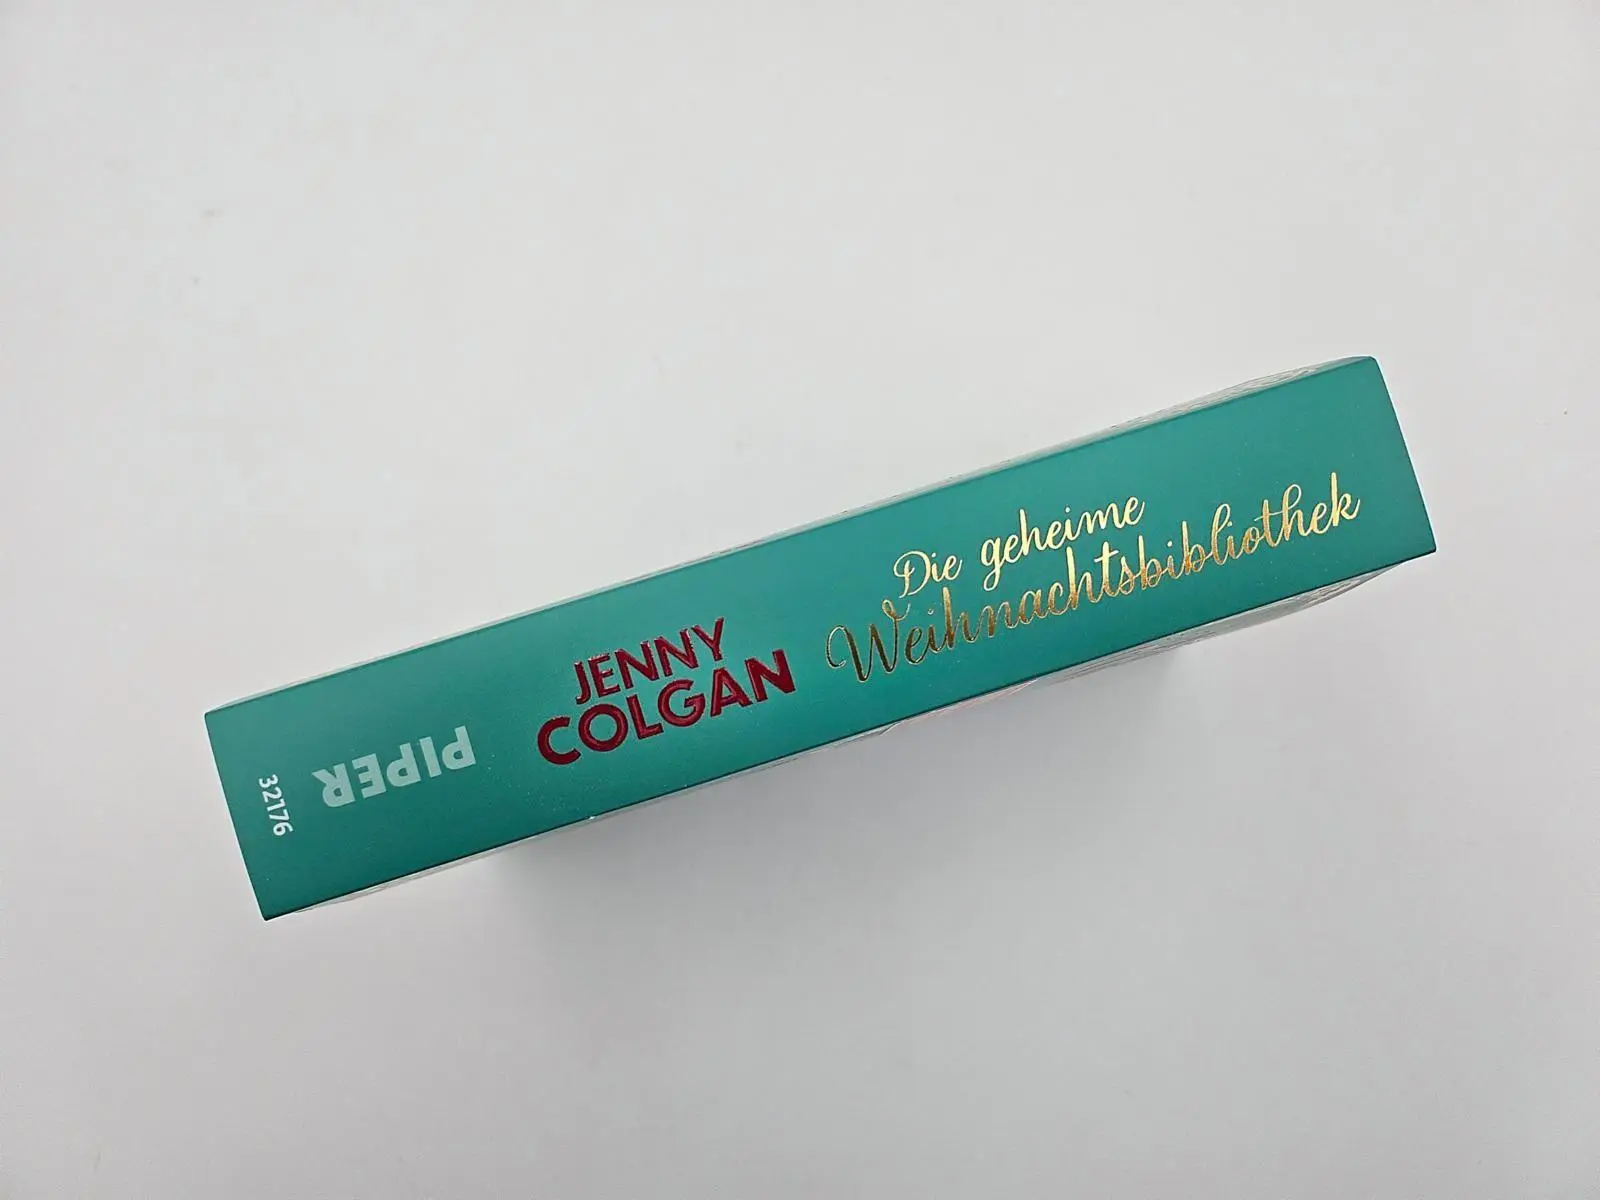 Die geheime
Weihnachtsbibliothek
JENNY
COLGAN
PIPER
32176